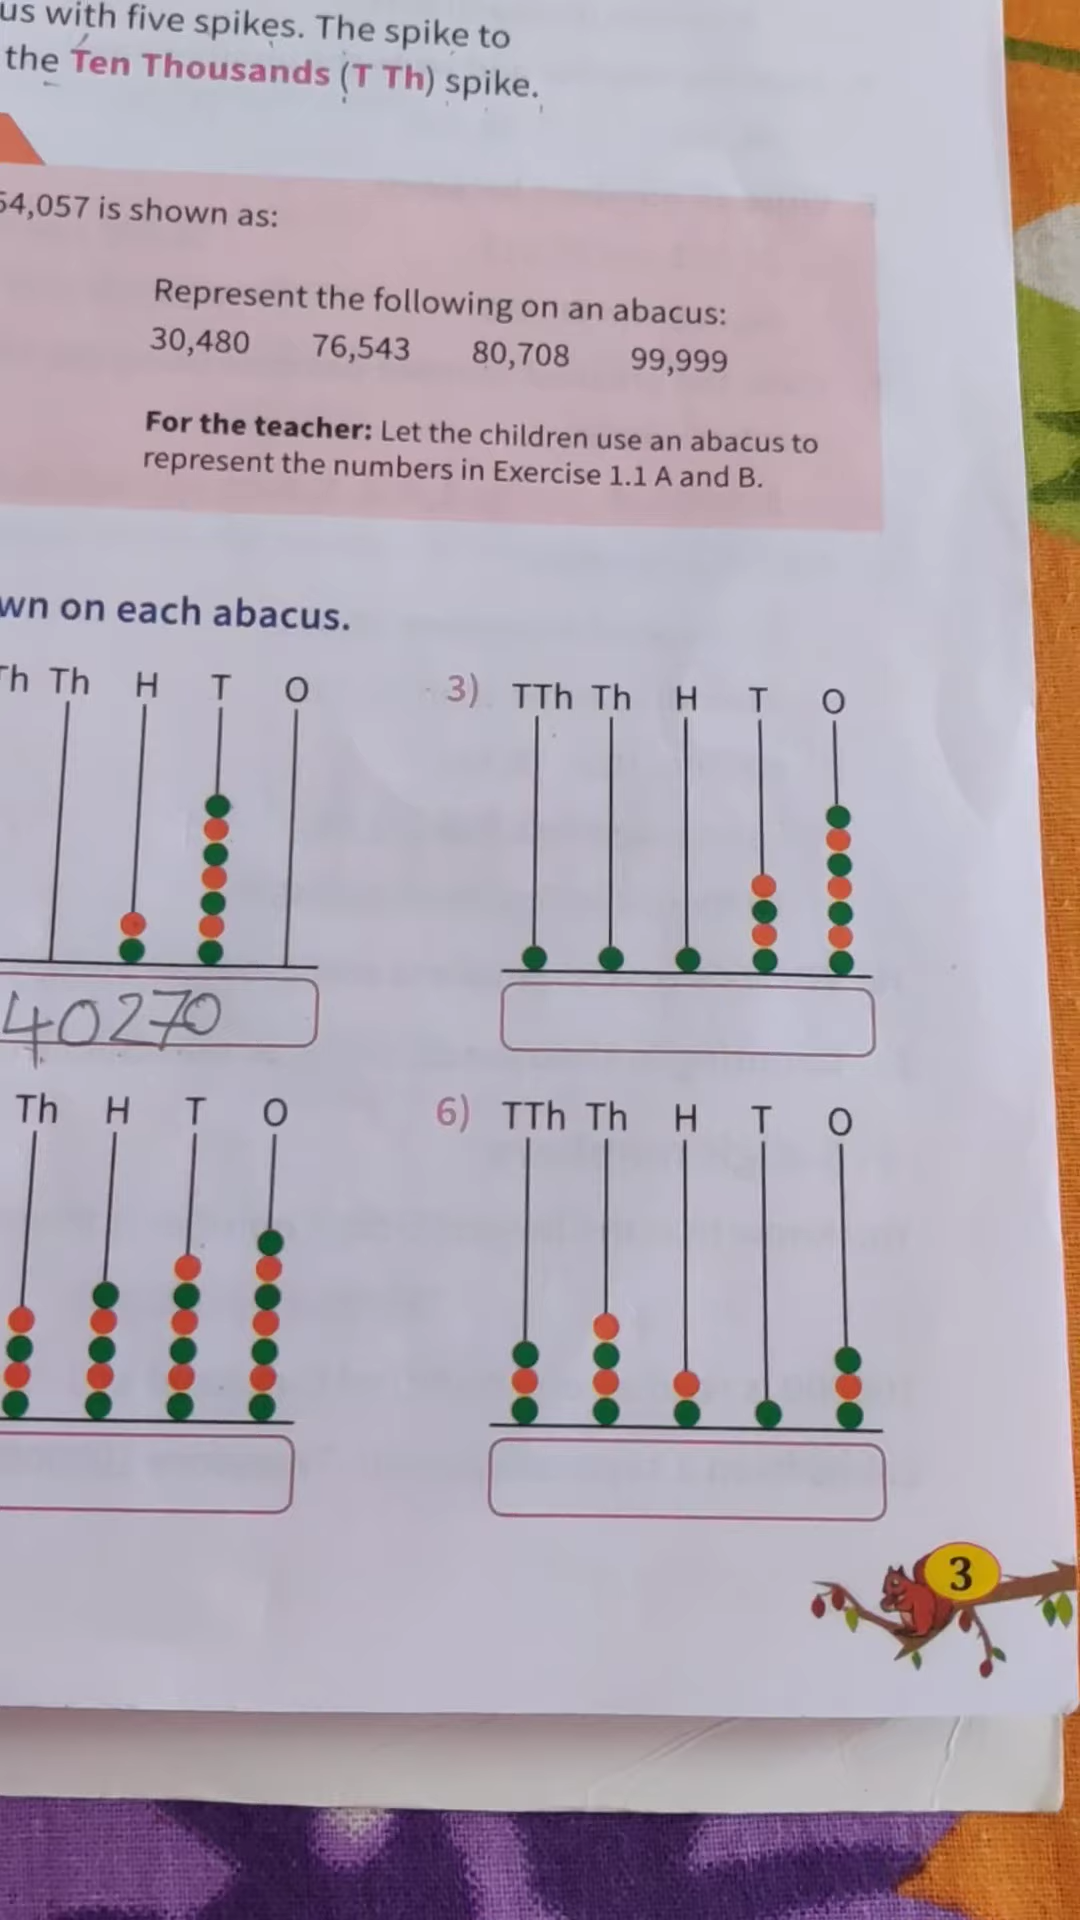 us with five spikes. The spike to
the Ten Thousands (T Th) spike.
54,057 is shown as:
Represent the following on an abacus:
30,480 76,543 80,708 99,999
For the teacher: Let the children use an abacus to
represent the numbers in Exercise 1.1 A and B.
wn on each abacus.
Th Th H T O
3) TTh Th H T O
40270
Th H T O
6) TTh Th H T O
3